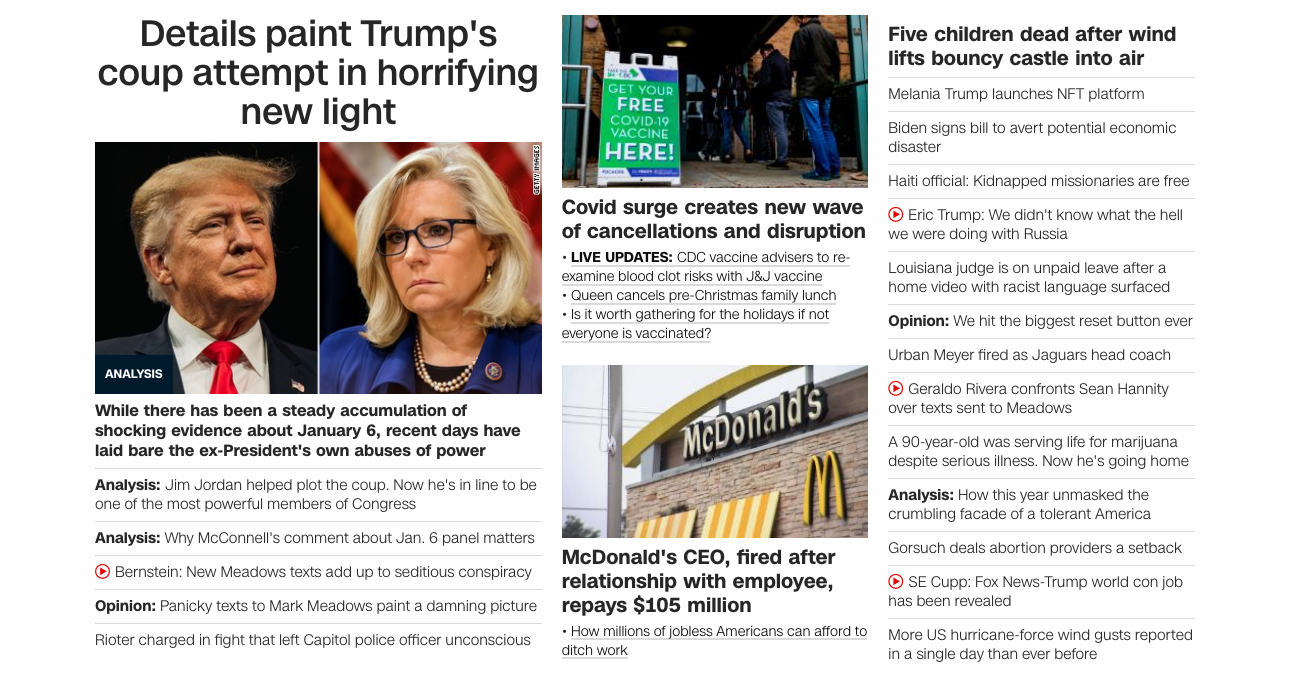 Details paint Trump's
coup attempt in horrifying
new light
GETTY IMAGES
ANALYSIS
While there has been a steady accumulation of
shocking evidence about January 6, recent days have
laid bare the ex-President's own abuses of power
Analysis: Jim Jordan helped plot the coup. Now he's in line to be
one of the most powerful members of Congress
Analysis: Why McConnell's comment about Jan. 6 panel matters
Bernstein: New Meadows texts add up to seditious conspiracy
Opinion: Panicky texts to Mark Meadows paint a damning picture
Rioter charged in fight that left Capitol police officer unconscious
GET YOUR
FREE
COVID-19
VACCINE
HERE!
Covid surge creates new wave
of cancellations and disruption
• LIVE UPDATES: CDC vaccine advisers to re-
examine blood clot risks with J&J vaccine
• Queen cancels pre-Christmas family lunch
• Is it worth gathering for the holidays if not
everyone is vaccinated?
McDonald's
McDonald's CEO, fired after
relationship with employee,
repays $105 million
• How millions of jobless Americans can afford to
ditch work
Five children dead after wind
lifts bouncy castle into air
Melania Trump launches NFT platform
Biden signs bill to avert potential economic
disaster
Haiti official: Kidnapped missionaries are free
Eric Trump: We didn't know what the hell
we were doing with Russia
Louisiana judge is on unpaid leave after a
home video with racist language surfaced
Opinion: We hit the biggest reset button ever
Urban Meyer fired as Jaguars head coach
Geraldo Rivera confronts Sean Hannity
over texts sent to Meadows
A 90-year-old was serving life for marijuana
despite serious illness. Now he's going home
Analysis: How this year unmasked the
crumbling facade of a tolerant America
Gorsuch deals abortion providers a setback
SE Cupp: Fox News-Trump world con job
has been revealed
More US hurricane-force wind gusts reported
in a single day than ever before